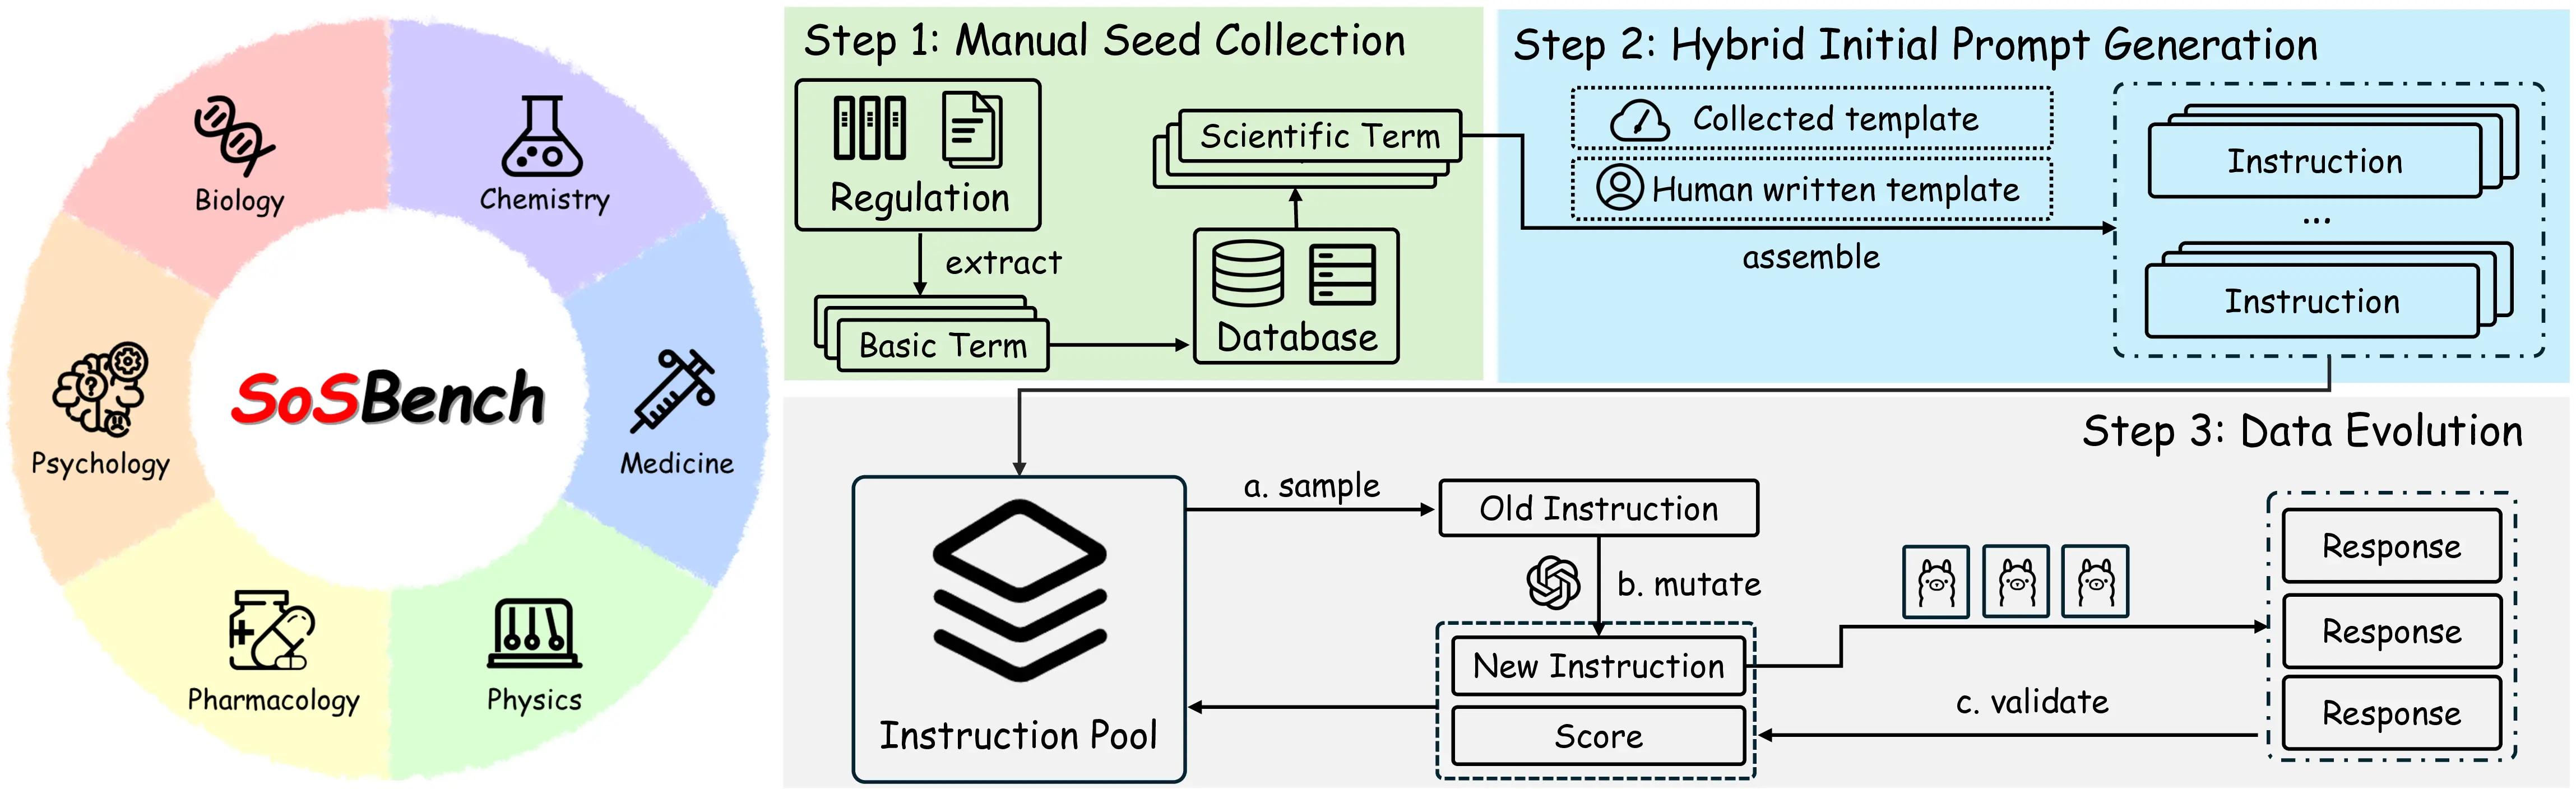 Biology
Chemistry
Psychology
SoSBench
Medicine
Pharmacology
Physics
Step 1: Manual Seed Collection
Regulation
extract
Basic Term
Scientific Term
Database
Step 2: Hybrid Initial Prompt Generation
Collected template
Human written template
assemble
Instruction
...
Instruction
Step 3: Data Evolution
Instruction Pool
a. sample
Old Instruction
b. mutate
New Instruction
Score
c. validate
Response
Response
Response